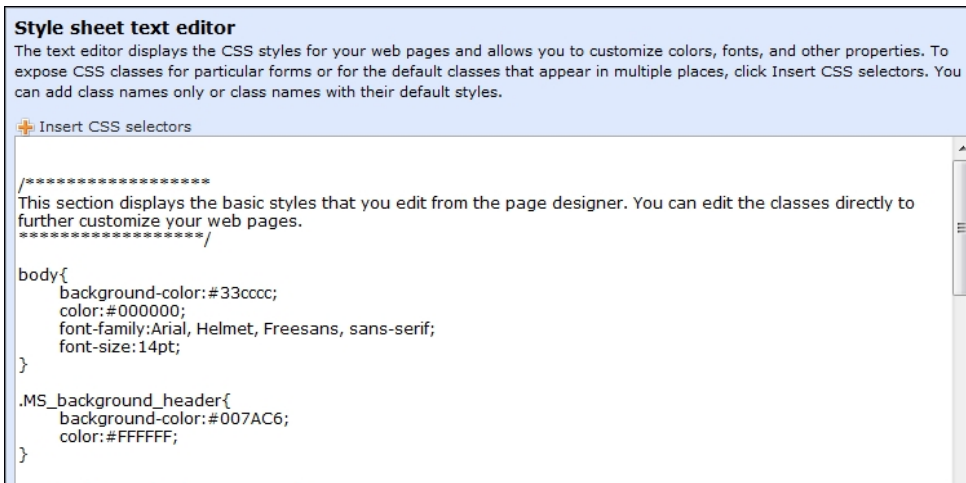 Style sheet text editor
The text editor displays the CSS styles for your web pages and allows you to customize colors, fonts, and other properties. To
expose CSS classes for particular forms or for the default classes that appear in multiple places, click Insert CSS selectors. You
can add class names only or class names with their default styles.
Insert CSS selectors
/******************
This section displays the basic styles that you edit from the page designer. You can edit the classes directly to
further customize your web pages.
******************/
body{
background-color:#33cccc;
color:#000000;
font-family:Arial, Helmet, Freesans, sans-serif;
font-size:14pt;
}
.MS_background_header{
background-color:#007AC6;
color:#FFFFFF;
}